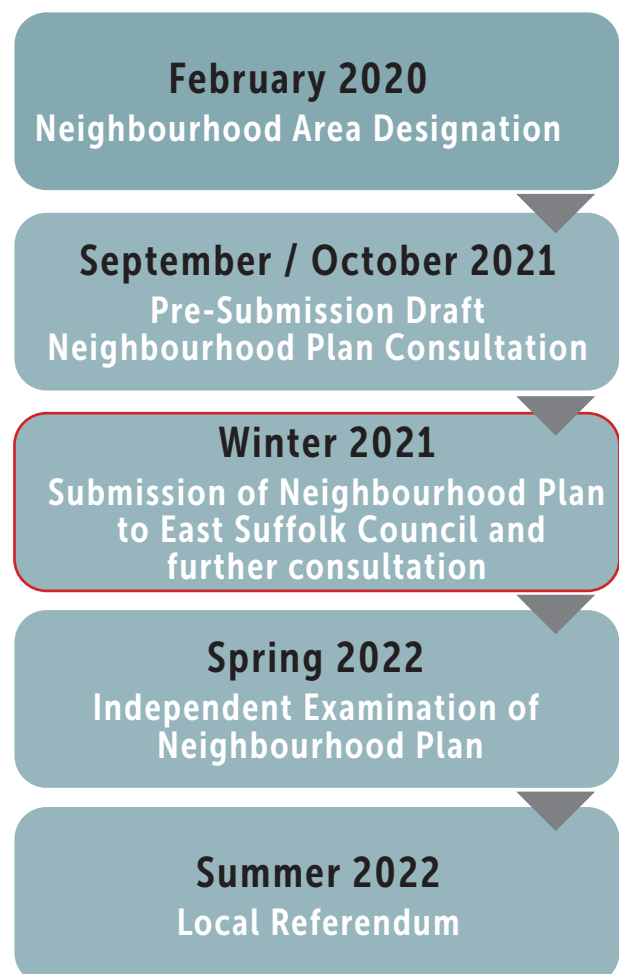 February 2020
Neighbourhood Area Designation
September / October 2021
Pre-Submission Draft
Neighbourhood Plan Consultation
Winter 2021
Submission of Neighbourhood Plan
to East Suffolk Council and
further consultation
Spring 2022
Independent Examination of
Neighbourhood Plan
Summer 2022
Local Referendum